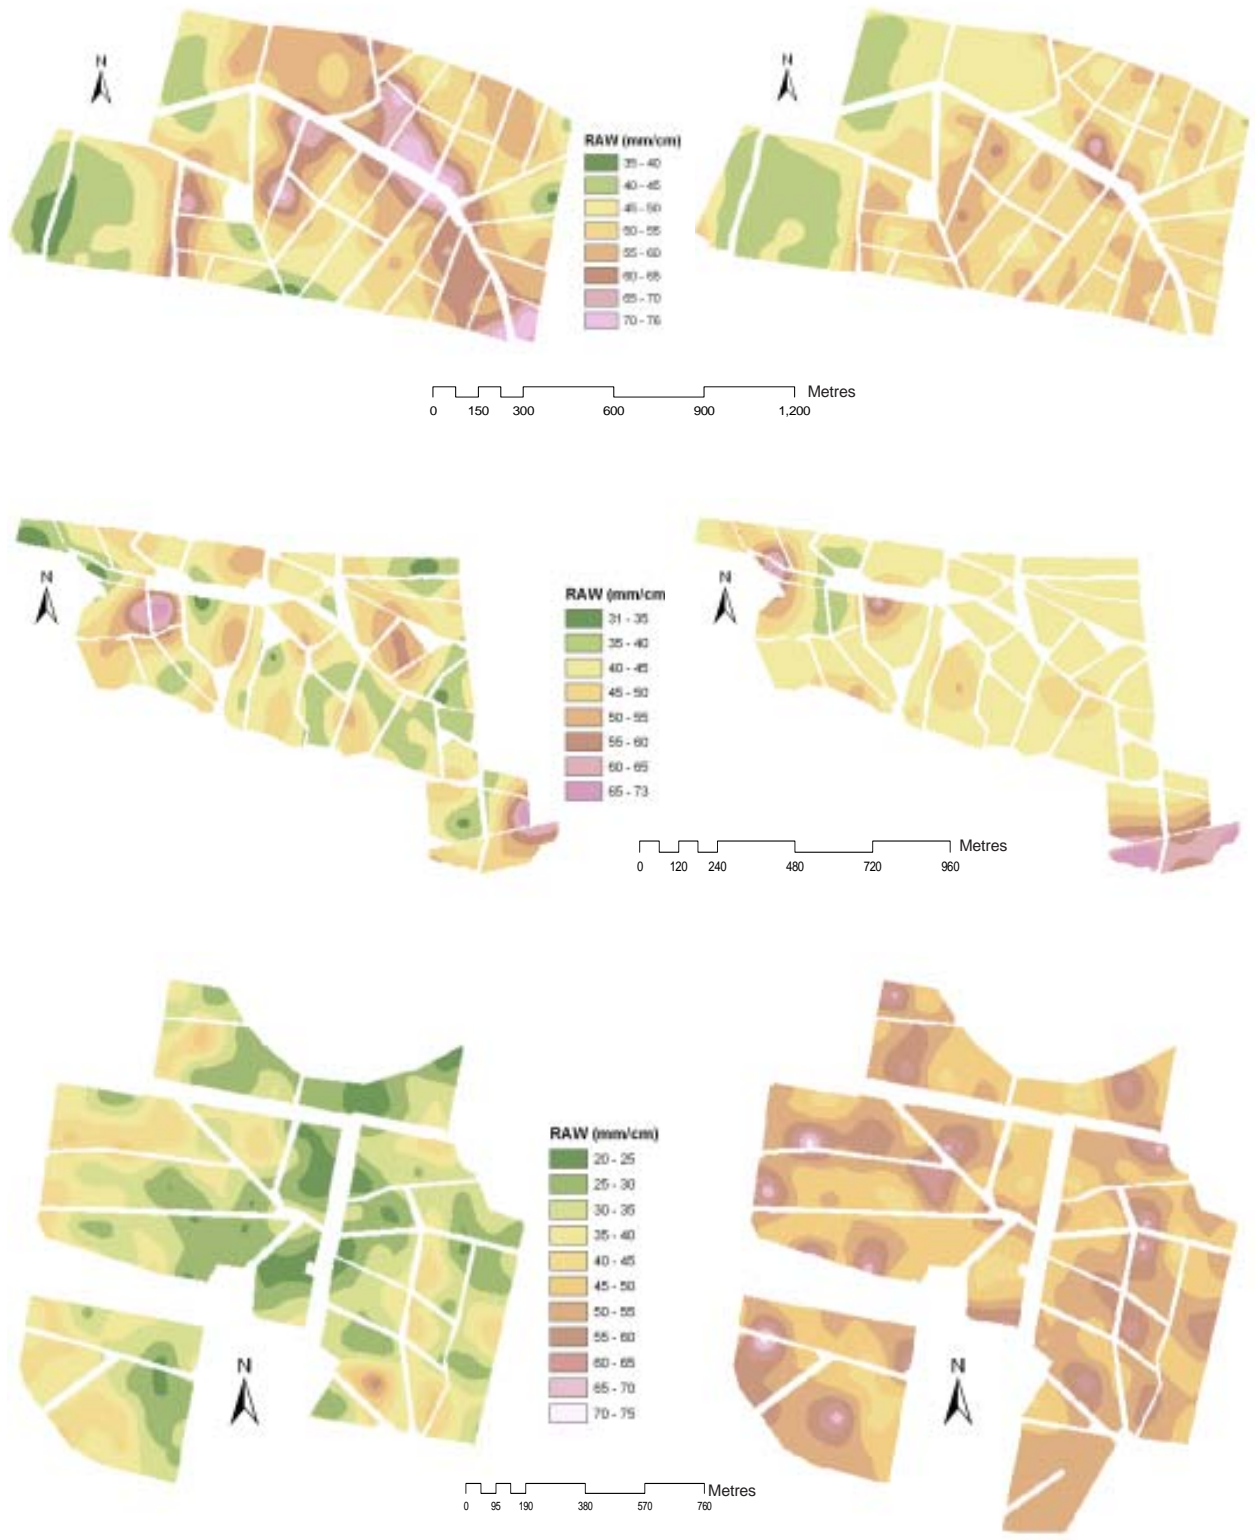 N
N
RAW (mm/cm)
35 - 40
40 - 45
45 - 50
50 - 55
55 - 60
60 - 65
65 - 70
70 - 76
Metres
0 150 300 600 900 1,200
N
N
RAW (mm/cm
31 - 35
35 - 40
40 - 45
45 - 50
50 - 55
55 - 60
60 - 65
65 - 73
Metres
0 120 240 480 720 960
RAW (mm/cm)
20 - 25
25 - 30
30 - 35
35 - 40
40 - 45
45 - 50
50 - 55
55 - 60
60 - 65
65 - 70
70 - 75
N
N
Metres
0 95 190 380 570 760